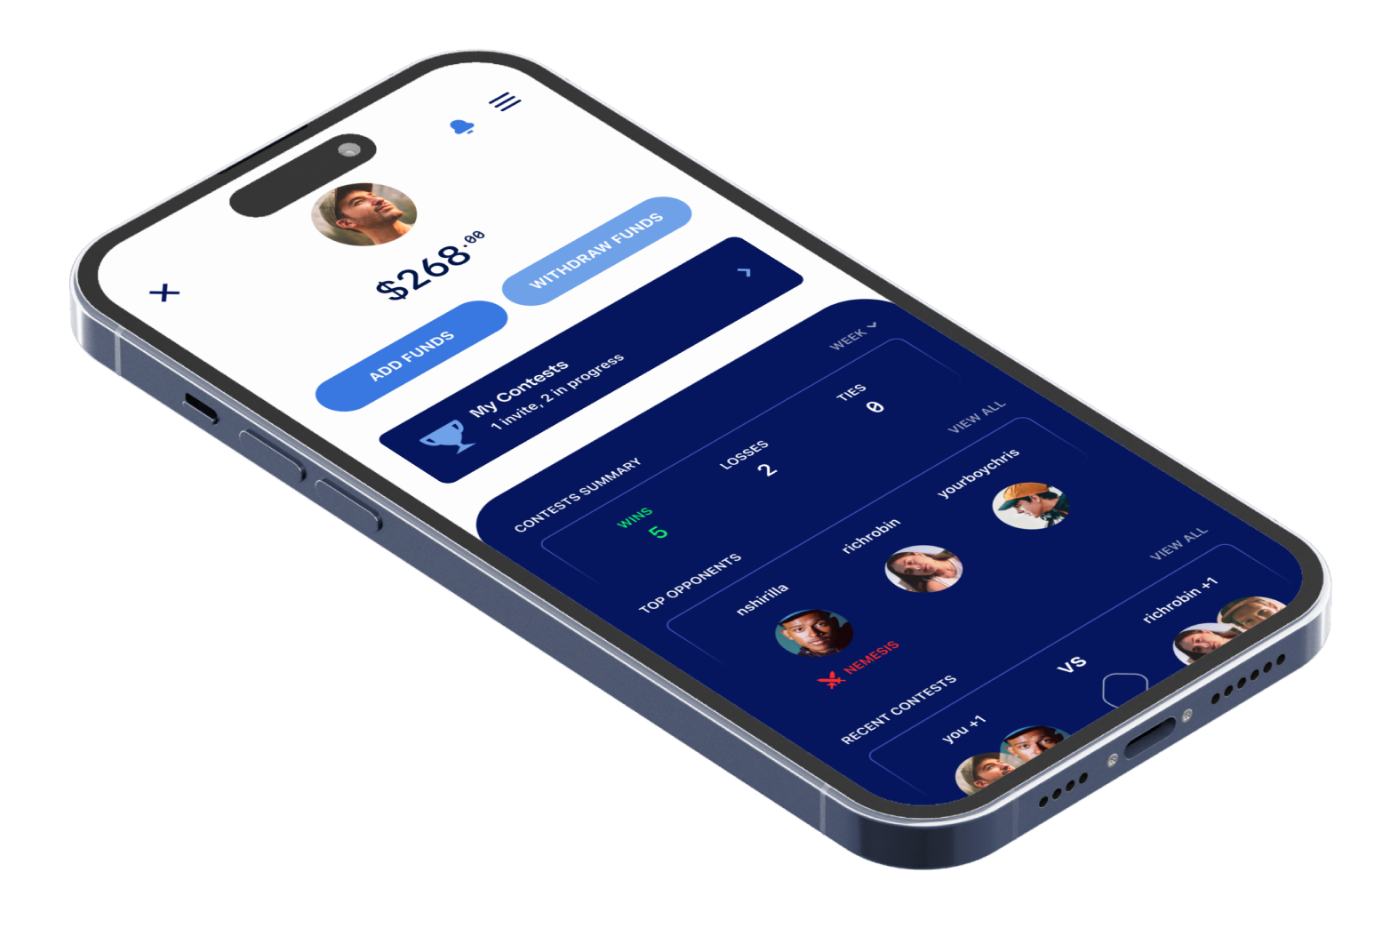 $268.00
ADD FUNDS
WITHDRAW FUNDS
My Contests
1 invite, 2 in progress
CONTESTS SUMMARY
WEEK
WINS
LOSSES
TIES
5
2
0
TOP OPPONENTS
VIEW ALL
nshirilla
richrobin
yourboychris
NEMESIS
RECENT CONTESTS
VIEW ALL
you +1
VS
richrobin +1